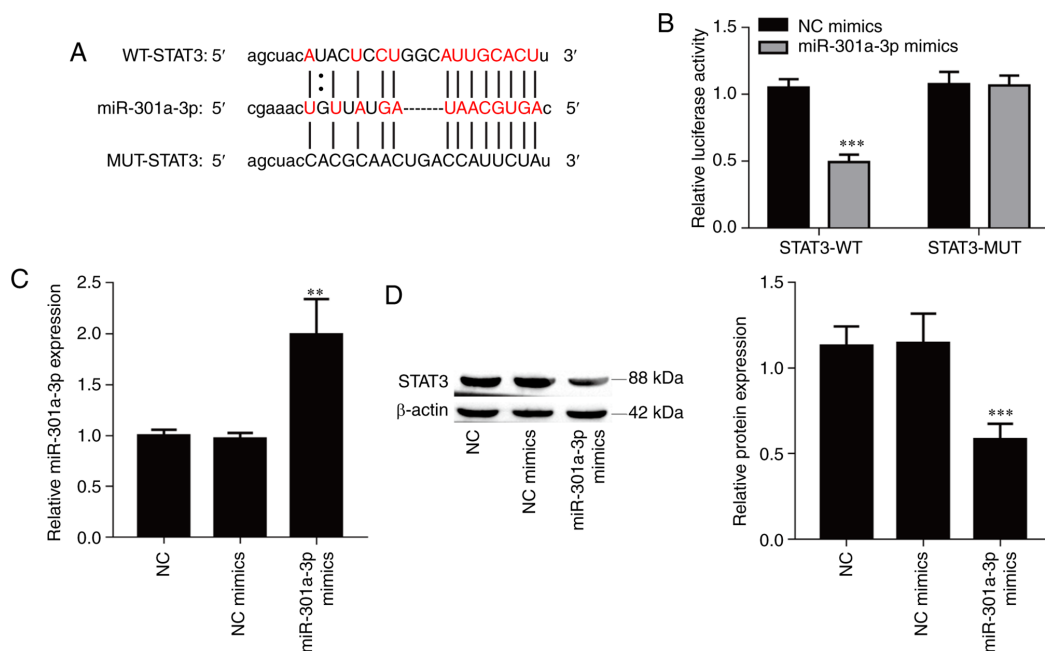 A
WT-STAT3: 5′ agcuacAUACUCCUGGCAUUGCACUu 3′
miR-301a-3p: 5′ cgaaacUGUUAUGA-------UAACGUGAc 5′
MUT-STAT3: 5′ agcuacCACGCAACUGACCAUUCUAu 3′
B
NC mimics
miR-301a-3p mimics
Relative luciferase activity
1.5
1.0
0.5
0.0
***
STAT3-WT STAT3-MUT
C
Relative miR-301a-3p expression
2.5
2.0
1.5
1.0
0.5
0.0
**
NC
NC mimics
miR-301a-3p
mimics
D
STAT3 88 kDa
β-actin 42 kDa
NC
NC mimics
miR-301a-3p
mimics
Relative protein expression
1.5
1.0
0.5
0.0
***
NC
NC mimics
miR-301a-3p
mimics